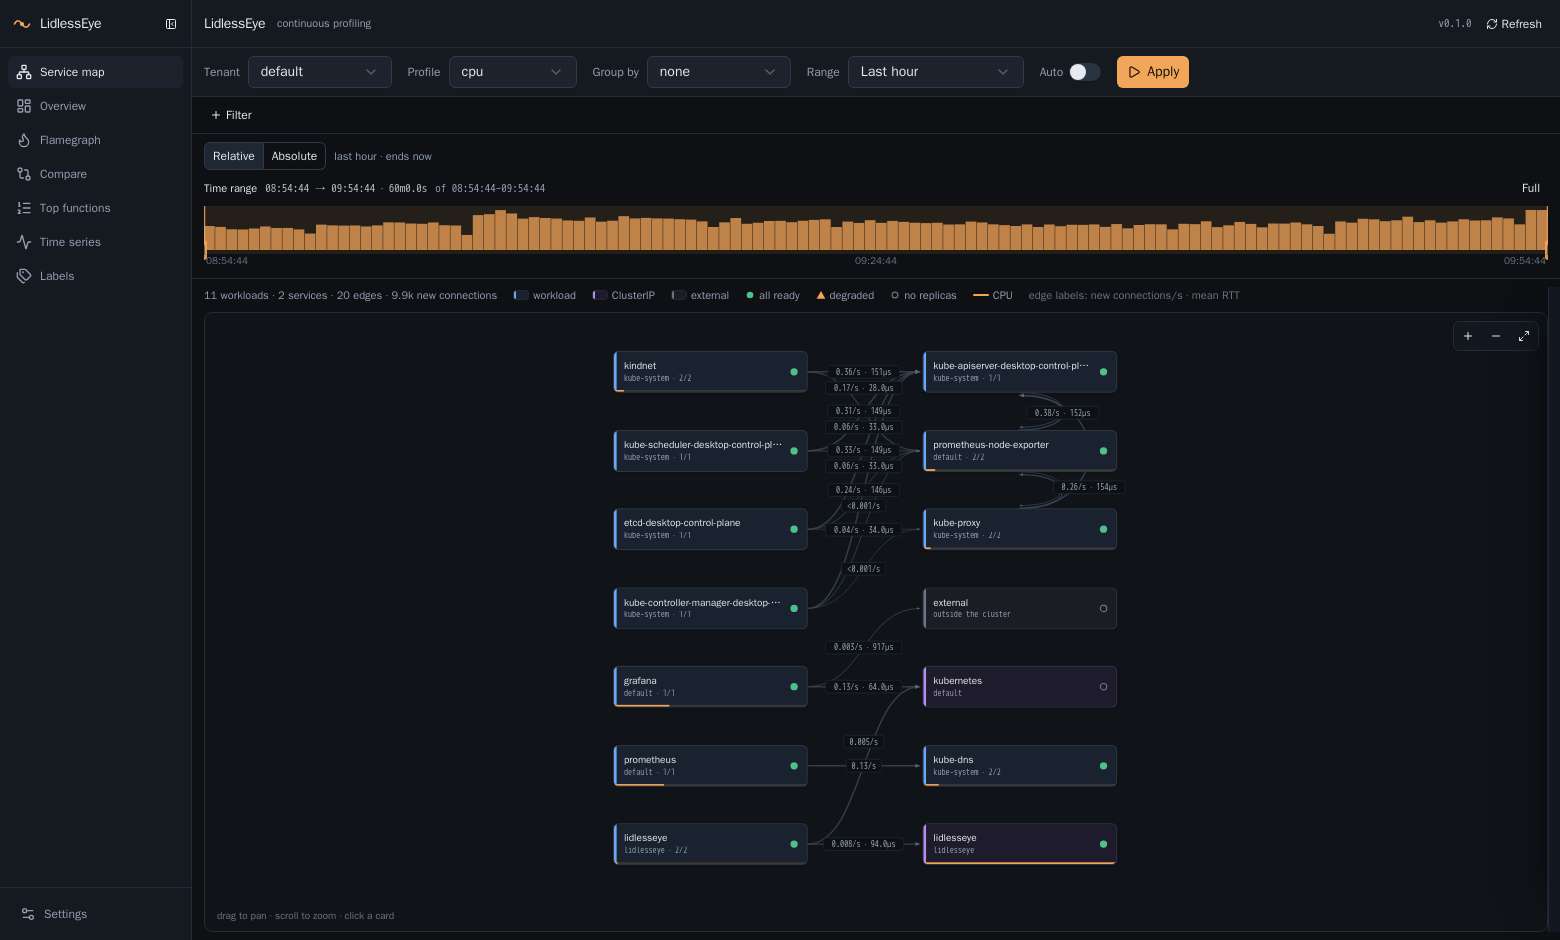 LidlessEye
LidlessEye continuous profiling
v0.1.0 Refresh
Service map
Overview
Flamegraph
Compare
Top functions
Time series
Labels
Settings
Tenant default Profile cpu Group by none Range Last hour Auto Apply
+ Filter
Relative Absolute last hour · ends now
Time range 08:54:44 → 09:54:44 · 60m0.0s of 08:54:44–09:54:44 Full
08:54:44 09:24:44 09:54:44
11 workloads · 2 services · 20 edges · 9.9k new connections workload ClusterIP external all ready degraded no replicas CPU edge labels: new connections/s · mean RTT
+ −
kindnet
kube-system · 2/2
0.36/s · 151µs
0.17/s · 28.0µs
kube-apiserver-desktop-control-pl···
kube-system · 1/1
0.31/s · 149µs
0.06/s · 33.0µs
0.38/s · 152µs
kube-scheduler-desktop-control-pl···
kube-system · 1/1
0.33/s · 149µs
0.06/s · 33.0µs
prometheus-node-exporter
default · 2/2
0.24/s · 146µs
<0.001/s
0.26/s · 154µs
etcd-desktop-control-plane
kube-system · 1/1
0.04/s · 34.0µs
kube-proxy
kube-system · 2/2
<0.001/s
kube-controller-manager-desktop-···
kube-system · 1/1
external
outside the cluster
0.003/s · 917µs
grafana
default · 1/1
0.13/s · 64.0µs
kubernetes
default
0.005/s
prometheus
default · 1/1
0.13/s
kube-dns
kube-system · 2/2
lidlesseye
lidlesseye · 2/2
0.008/s · 94.0µs
lidlesseye
lidlesseye
drag to pan · scroll to zoom · click a card